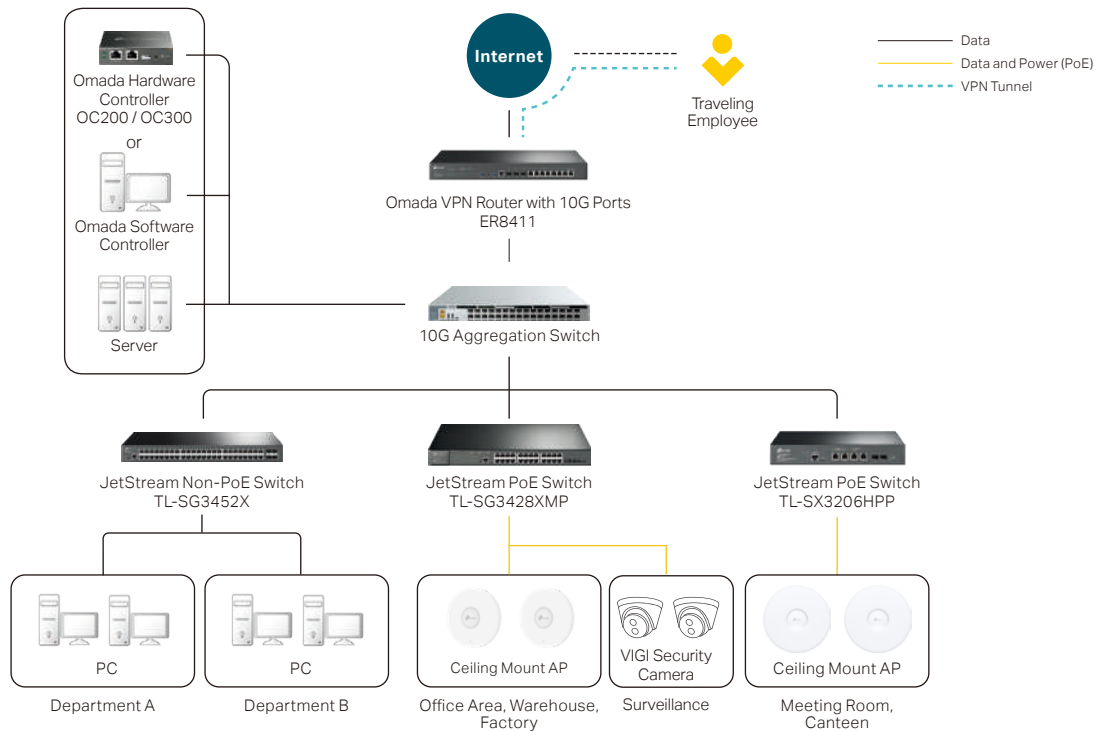 Omada Hardware
Controller
OC200 / OC300
or
Omada Software
Controller
Server
Internet
Traveling
Employee
Data
Data and Power (PoE)
VPN Tunnel
Omada VPN Router with 10G Ports
ER8411
10G Aggregation Switch
JetStream Non-PoE Switch
TL-SG3452X
JetStream PoE Switch
TL-SG3428XMP
JetStream PoE Switch
TL-SX3206HPP
PC
PC
Ceiling Mount AP
VIGI Security
Camera
Ceiling Mount AP
Department A
Department B
Office Area, Warehouse,
Factory
Surveillance
Meeting Room,
Canteen